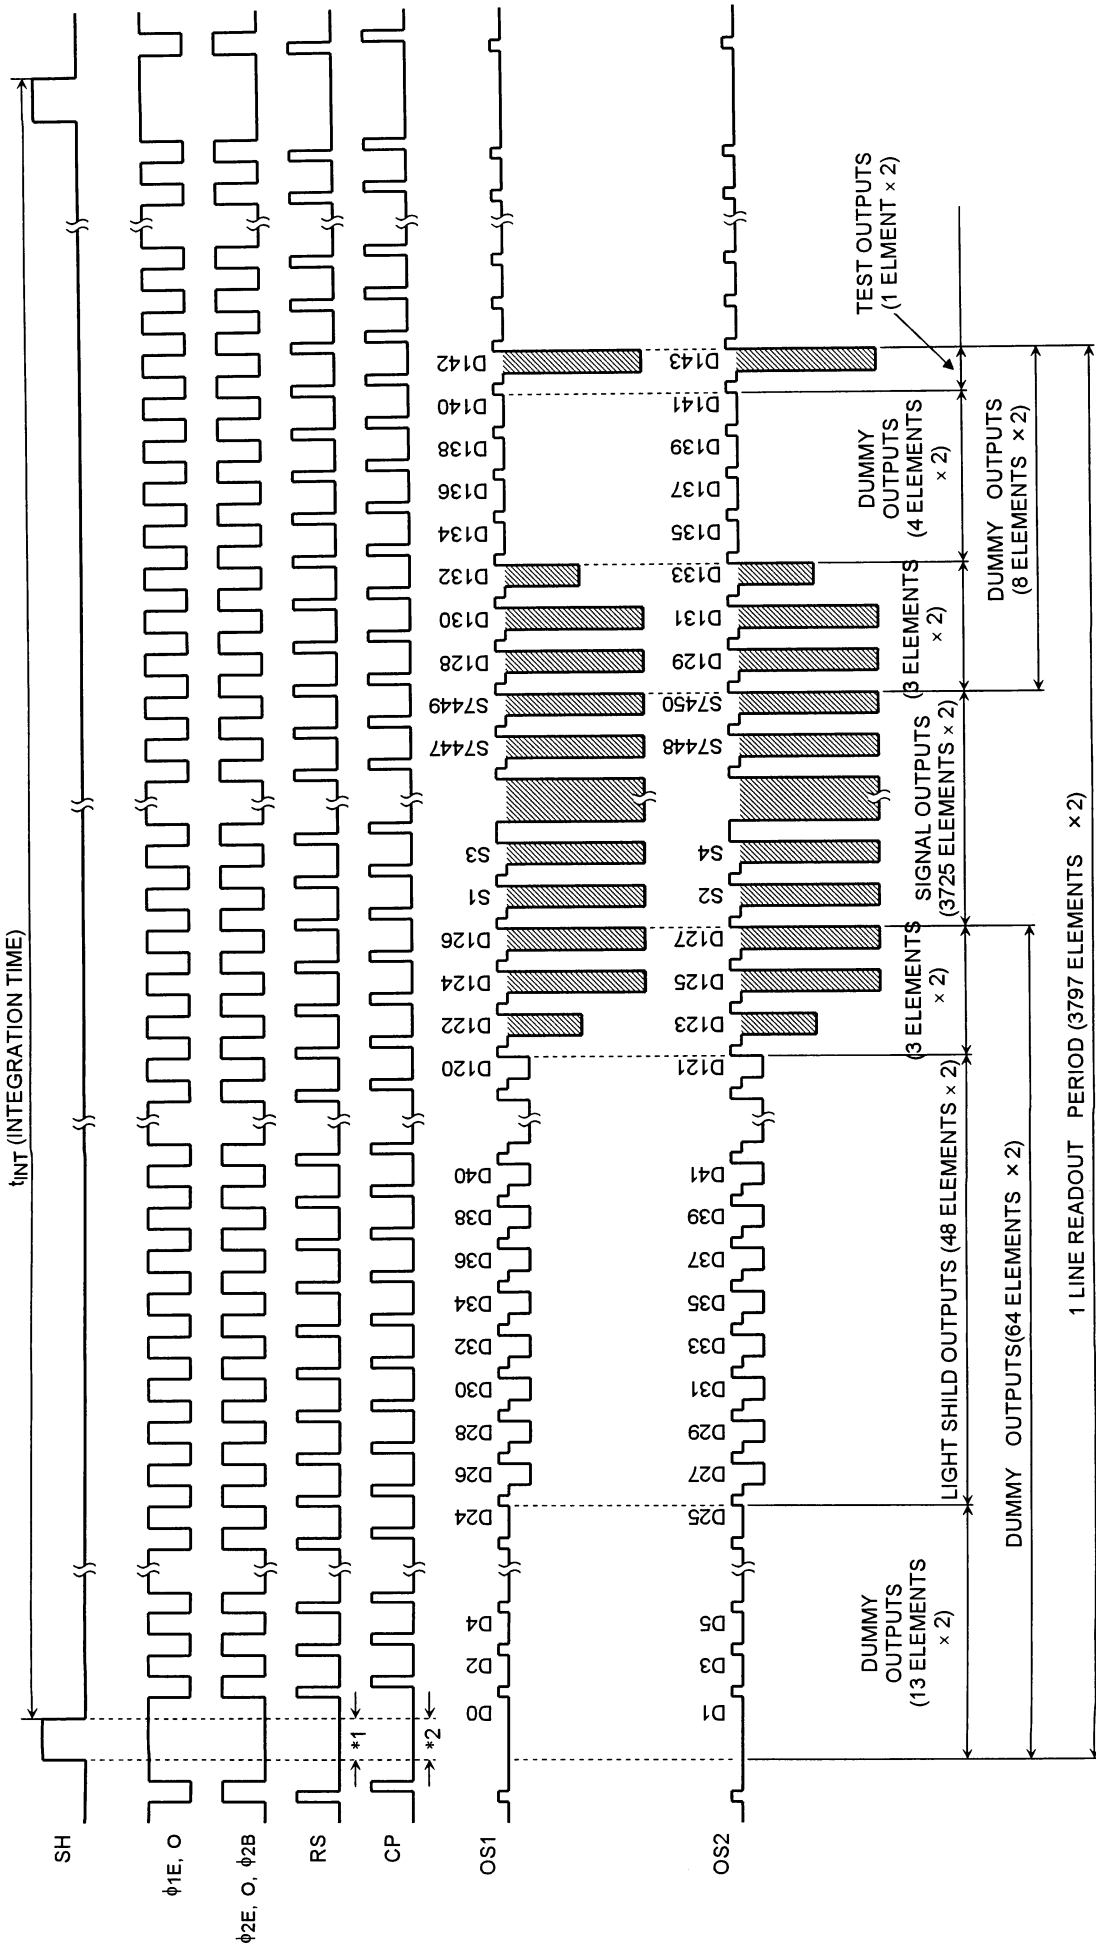 tINT (INTEGRATION TIME)
SH
ϕ1E, O
ϕ2E, O, ϕ2B
RS
*1
CP
*2
OS1
D0
D2
D4
D24
D26
D28
D30
D32
D34
D36
D38
D40
D120
D122
D124
D126
S1
S3
S7447
S7449
D128
D130
D132
D134
D136
D138
D140
D142
OS2
D1
D3
D5
D25
D27
D29
D31
D33
D35
D37
D39
D41
D121
D123
D125
D127
S2
S4
S7448
S7450
D129
D131
D133
D135
D137
D139
D141
D143
DUMMY
OUTPUTS
(13 ELEMENTS
× 2)
LIGHT SHILD OUTPUTS (48 ELEMENTS × 2)
(3 ELEMENTS
× 2)
SIGNAL OUTPUTS
(3725 ELEMENTS × 2)
(3 ELEMENTS
× 2)
DUMMY
OUTPUTS
(4 ELEMENTS
× 2)
TEST OUTPUTS
(1 ELMENT × 2)
DUMMY OUTPUTS(64 ELEMENTS × 2)
DUMMY OUTPUTS
(8 ELEMENTS × 2)
1 LINE READOUT PERIOD (3797 ELEMENTS × 2)